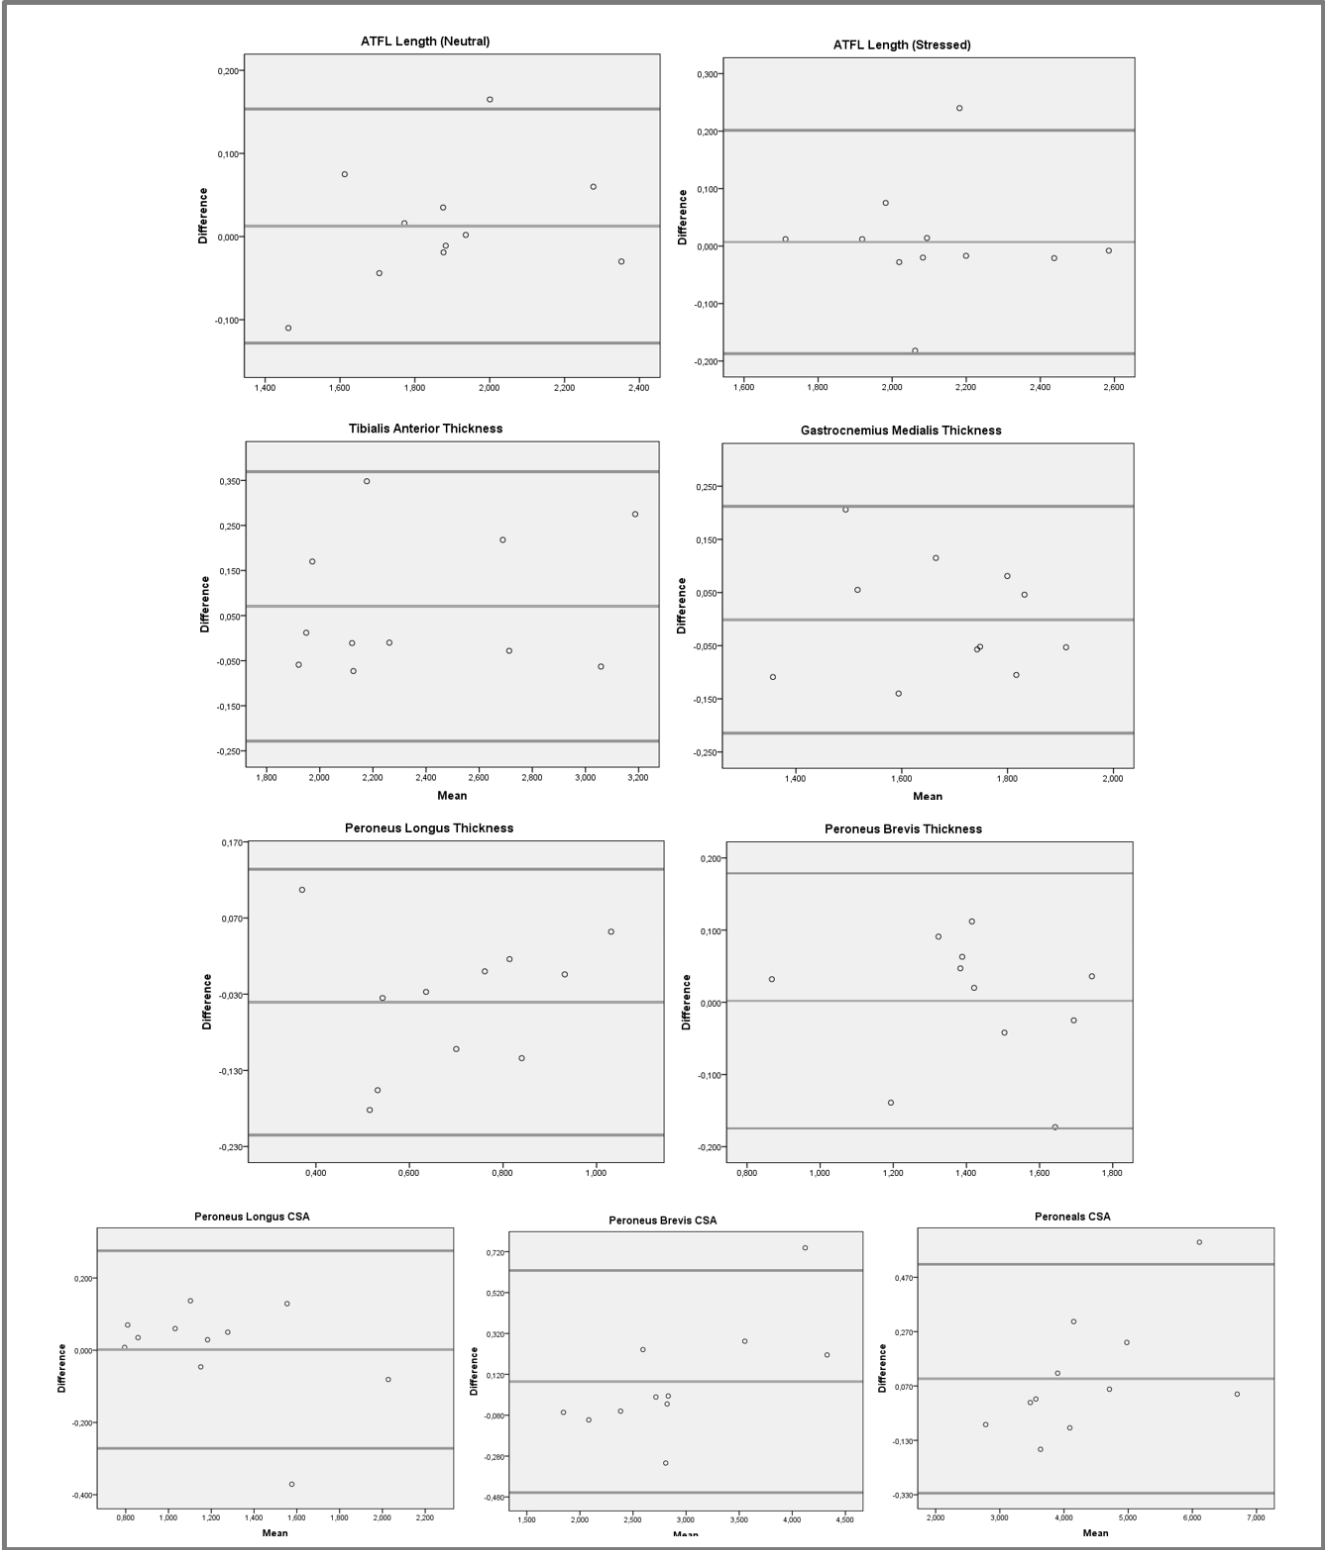 ATFL Length (Neutral)
0,200
0,100
0,000
-0,100
Difference
1,400 1,600 1,800 2,000 2,200 2,400
ATFL Length (Stressed)
0,300
0,200
0,100
0,000
-0,100
-0,200
Difference
1,600 1,800 2,000 2,200 2,400 2,600
Tibialis Anterior Thickness
0,350
0,250
0,150
0,050
-0,050
-0,150
-0,250
Difference
1,800 2,000 2,200 2,400 2,600 2,800 3,000 3,200
Mean
Gastrocnemius Medialis Thickness
0,250
0,150
0,050
-0,050
-0,150
-0,250
Difference
1,400 1,600 1,800 2,000
Mean
Peroneus Longus Thickness
0,170
0,070
-0,030
-0,130
-0,230
Difference
0,400 0,600 0,800 1,000
Peroneus Brevis Thickness
0,200
0,100
0,000
-0,100
-0,200
Difference
0,800 1,000 1,200 1,400 1,600 1,800
Peroneus Longus CSA
0,200
0,000
-0,200
-0,400
Difference
0,800 1,000 1,200 1,400 1,600 1,800 2,000 2,200
Mean
Peroneus Brevis CSA
0,720
0,520
0,320
0,120
-0,080
-0,280
-0,480
Difference
1,500 2,000 2,500 3,000 3,500 4,000 4,500
Mean
Peroneals CSA
0,470
0,270
0,070
-0,130
-0,330
Difference
2,000 3,000 4,000 5,000 6,000 7,000
Mean